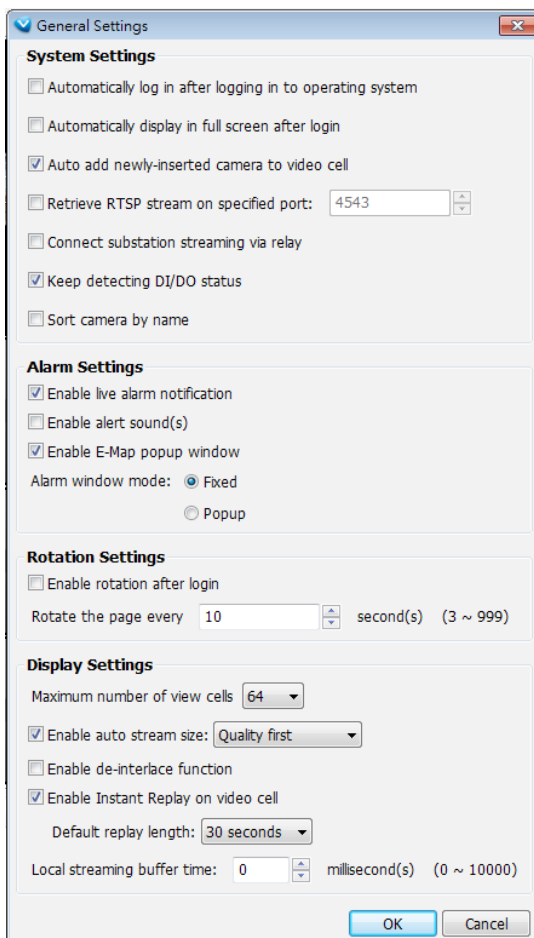 General Settings
System Settings
Automatically log in after logging in to operating system
Automatically display in full screen after login
Auto add newly-inserted camera to video cell
Retrieve RTSP stream on specified port: 4543
Connect substation streaming via relay
Keep detecting DI/DO status
Sort camera by name
Alarm Settings
Enable live alarm notification
Enable alert sound(s)
Enable E-Map popup window
Alarm window mode: Fixed
Popup
Rotation Settings
Enable rotation after login
Rotate the page every 10 second(s) (3 ~ 999)
Display Settings
Maximum number of view cells 64
Enable auto stream size: Quality first
Enable de-interlace function
Enable Instant Replay on video cell
Default replay length: 30 seconds
Local streaming buffer time: 0 millisecond(s) (0 ~ 10000)
OK Cancel